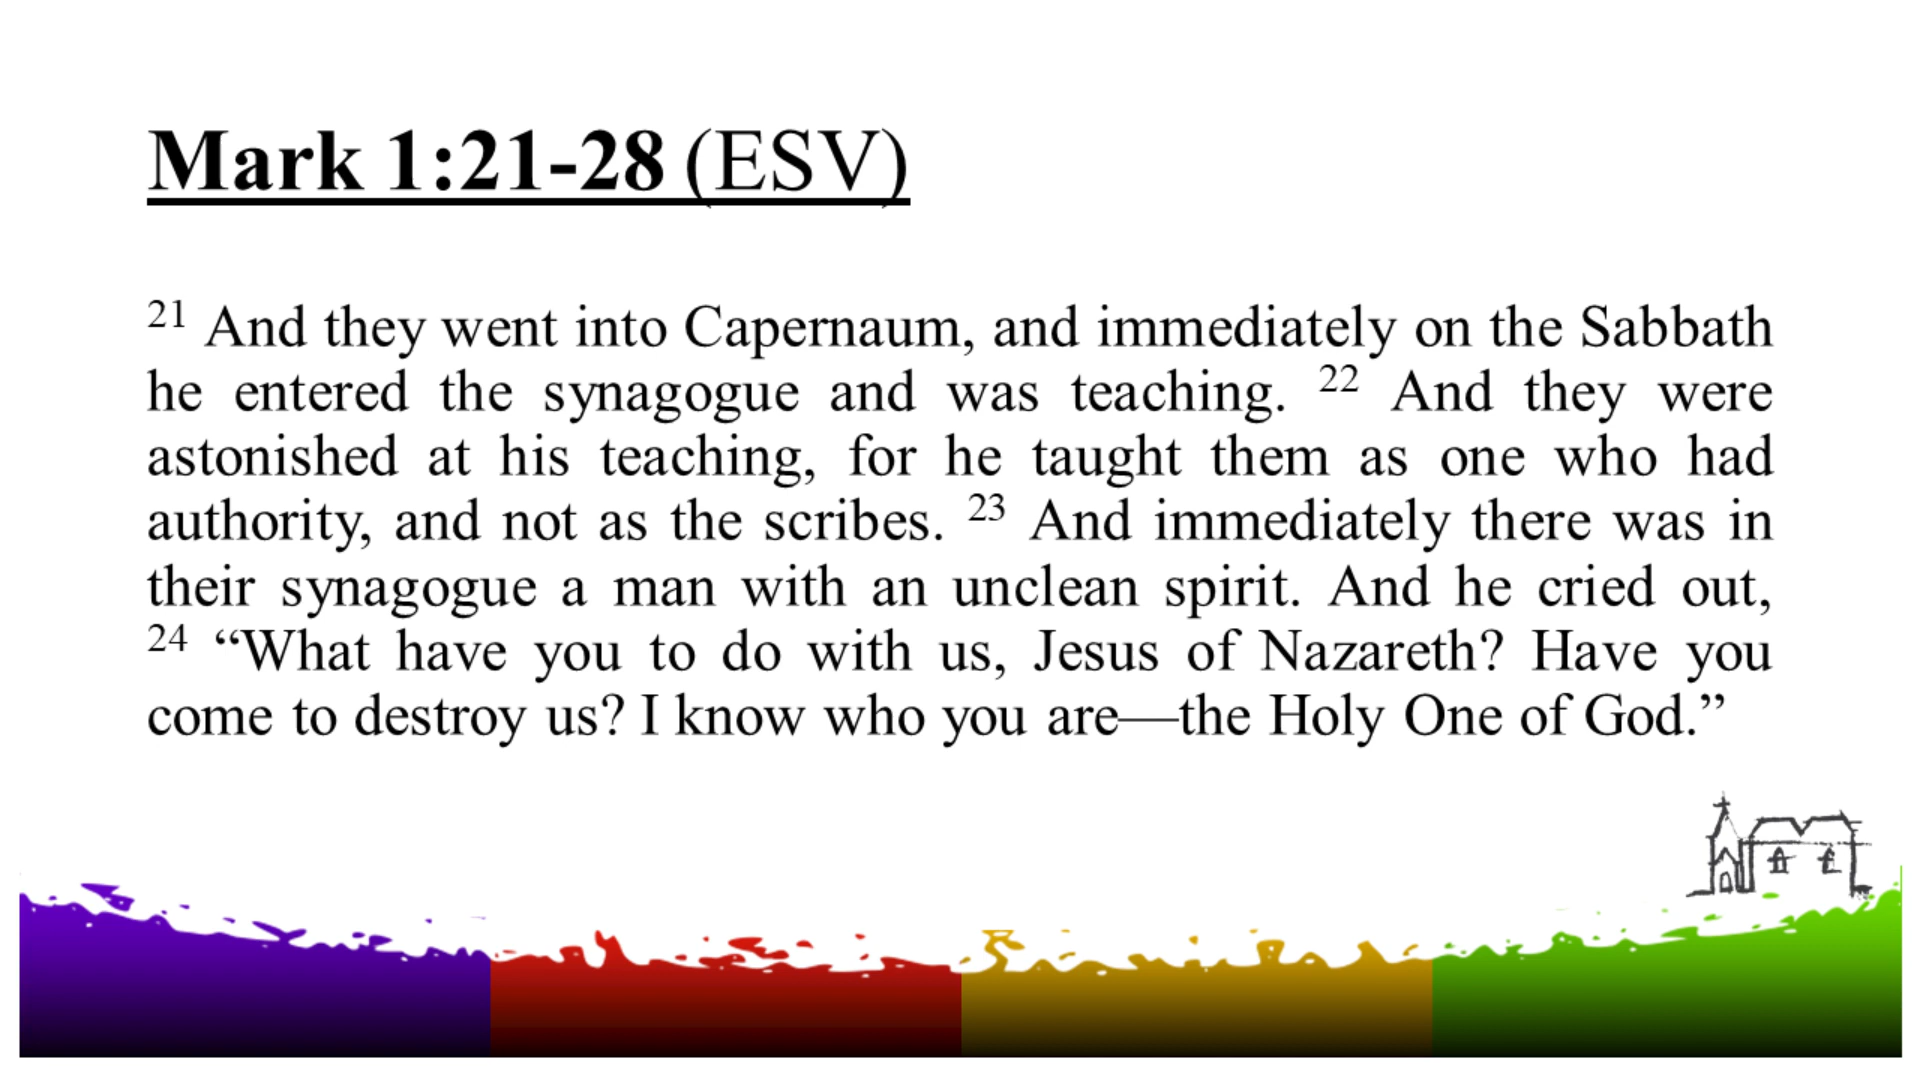 Mark 1:21-28 (ESV)
21 And they went into Capernaum, and immediately on the Sabbath
he entered the synagogue and was teaching. 22 And they were
astonished at his teaching, for he taught them as one who had
authority, and not as the scribes. 23 And immediately there was in
their synagogue a man with an unclean spirit. And he cried out,
24 “What have you to do with us, Jesus of Nazareth? Have you
come to destroy us? I know who you are—the Holy One of God.”